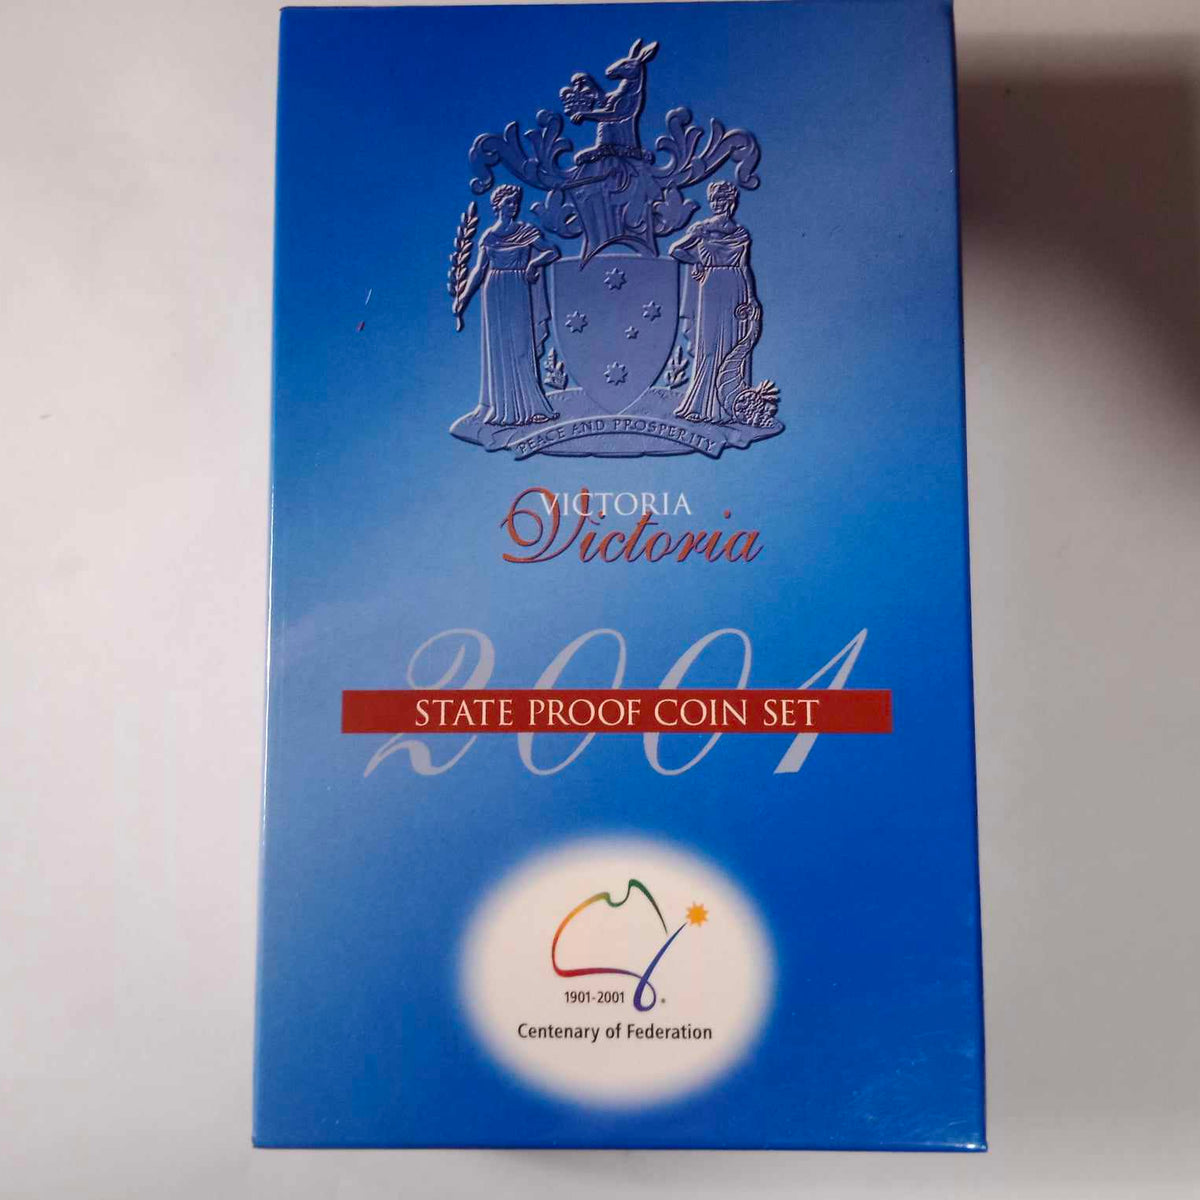 PEACE AND PROSPERITY
VICTORIA
Victoria
2001
STATE PROOF COIN SET
1901-2001
Centenary of Federation